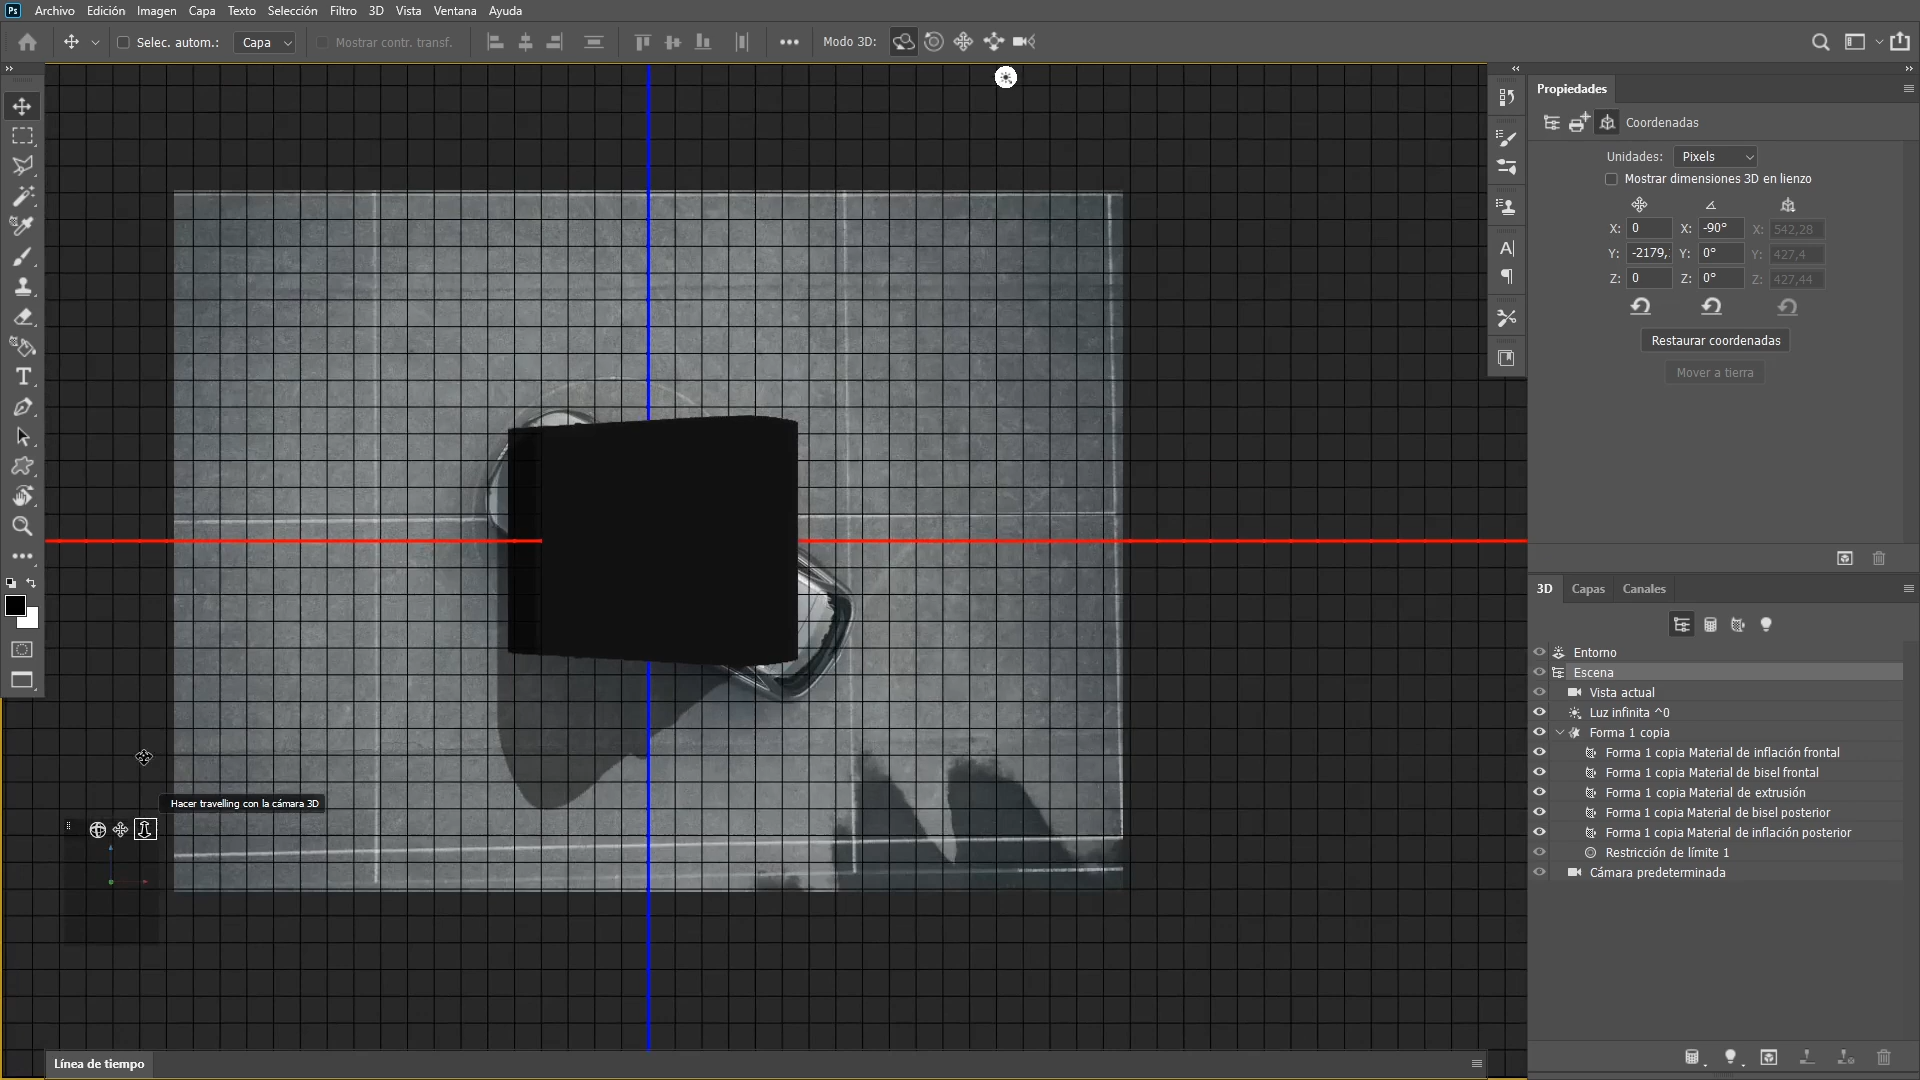 Ps Archivo Edición Imagen Capa Texto Selección Filtro 3D Vista Ventana Ayuda
Selec. autom.: Capa Mostrar contr. transf. Modo 3D:
Propiedades
Coordenadas
Unidades: Pixels
Mostrar dimensiones 3D en lienzo
X: 0 X: -90° X: 542,28
Y: -2179, Y: 0° Y: 427,4
Z: 0 Z: 0° Z: 427,44
Restaurar coordenadas
Mover a tierra
3D Capas Canales
Entorno
Escena
Vista actual
Luz infinita ^0
Forma 1 copia
Forma 1 copia Material de inflación frontal
Forma 1 copia Material de bisel frontal
Forma 1 copia Material de extrusión
Forma 1 copia Material de bisel posterior
Forma 1 copia Material de inflación posterior
Restricción de límite 1
Cámara predeterminada
Hacer travelling con la cámara 3D
Línea de tiempo